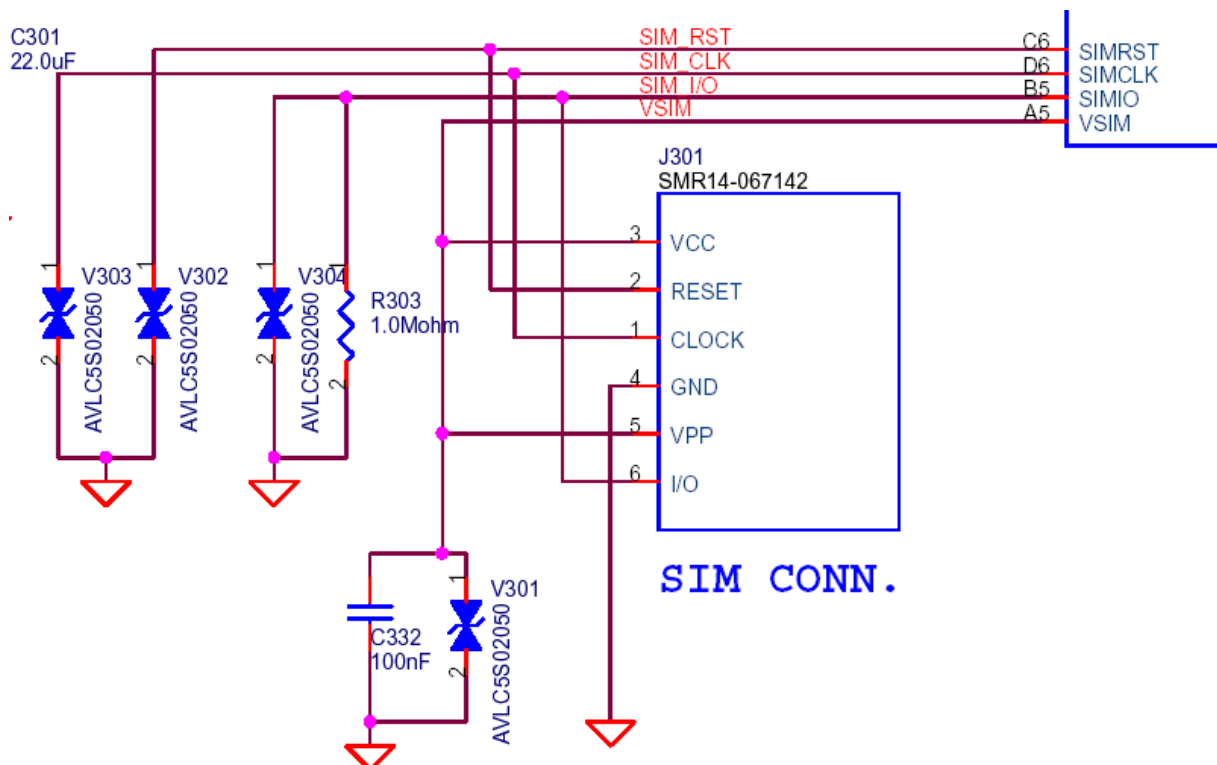 C301
22.0uF
SIM_RST
SIM_CLK
SIM_I/O
VSIM
C6
D6
B5
A5
SIMRST
SIMCLK
SIMIO
VSIM
J301
SMR14-067142
3
VCC
2
RESET
1
CLOCK
4
GND
5
VPP
6
I/O
SIM CONN.
1
V303
2
AVLC5S02050
1
V302
2
AVLC5S02050
1
V304
2
AVLC5S02050
1
R303
1.0Mohm
2
C332
100nF
1
V301
2
AVLC5S02050